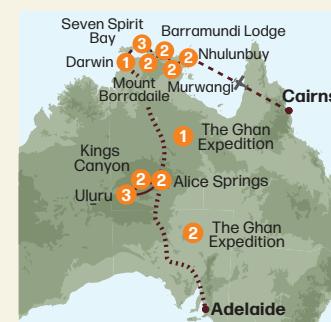 Seven Spirit
Bay
Barramundi Lodge
3
2
Nhulunbuy
2
Darwin
1
2
2
Mount
Borradaile
Murwangi
Cairns
1
The Ghan
Expedition
Kings
Canyon
2
2
Alice Springs
Uluṟu
3
2
The Ghan
Expedition
Adelaide